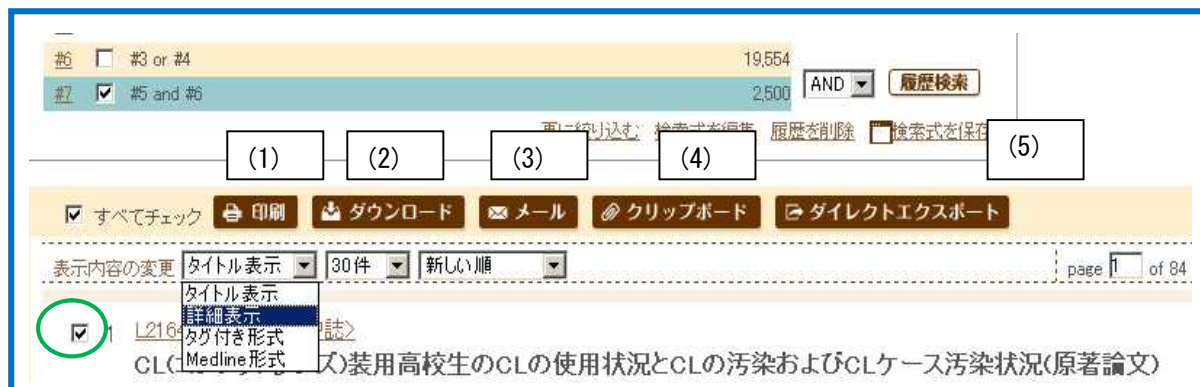 #6 #3 or #4 19,554
#7 #5 and #6 2,500 AND 履歴検索
更に絞り込む 検索式を編集 履歴を削除 検索式を保存
(1) (2) (3) (4) (5)
すべてチェック 印刷 ダウンロード メール クリップボード ダイレクトエクスポート
表示内容の変更 タイトル表示 30件 新しい順 page 1 of 84
タイトル表示
詳細表示
タグ付き形式
Medline形式
1 L2164 誌>
CL( ズ)装用高校生のCLの使用状況とCLの汚染およびCLケース汚染状況(原著論文)